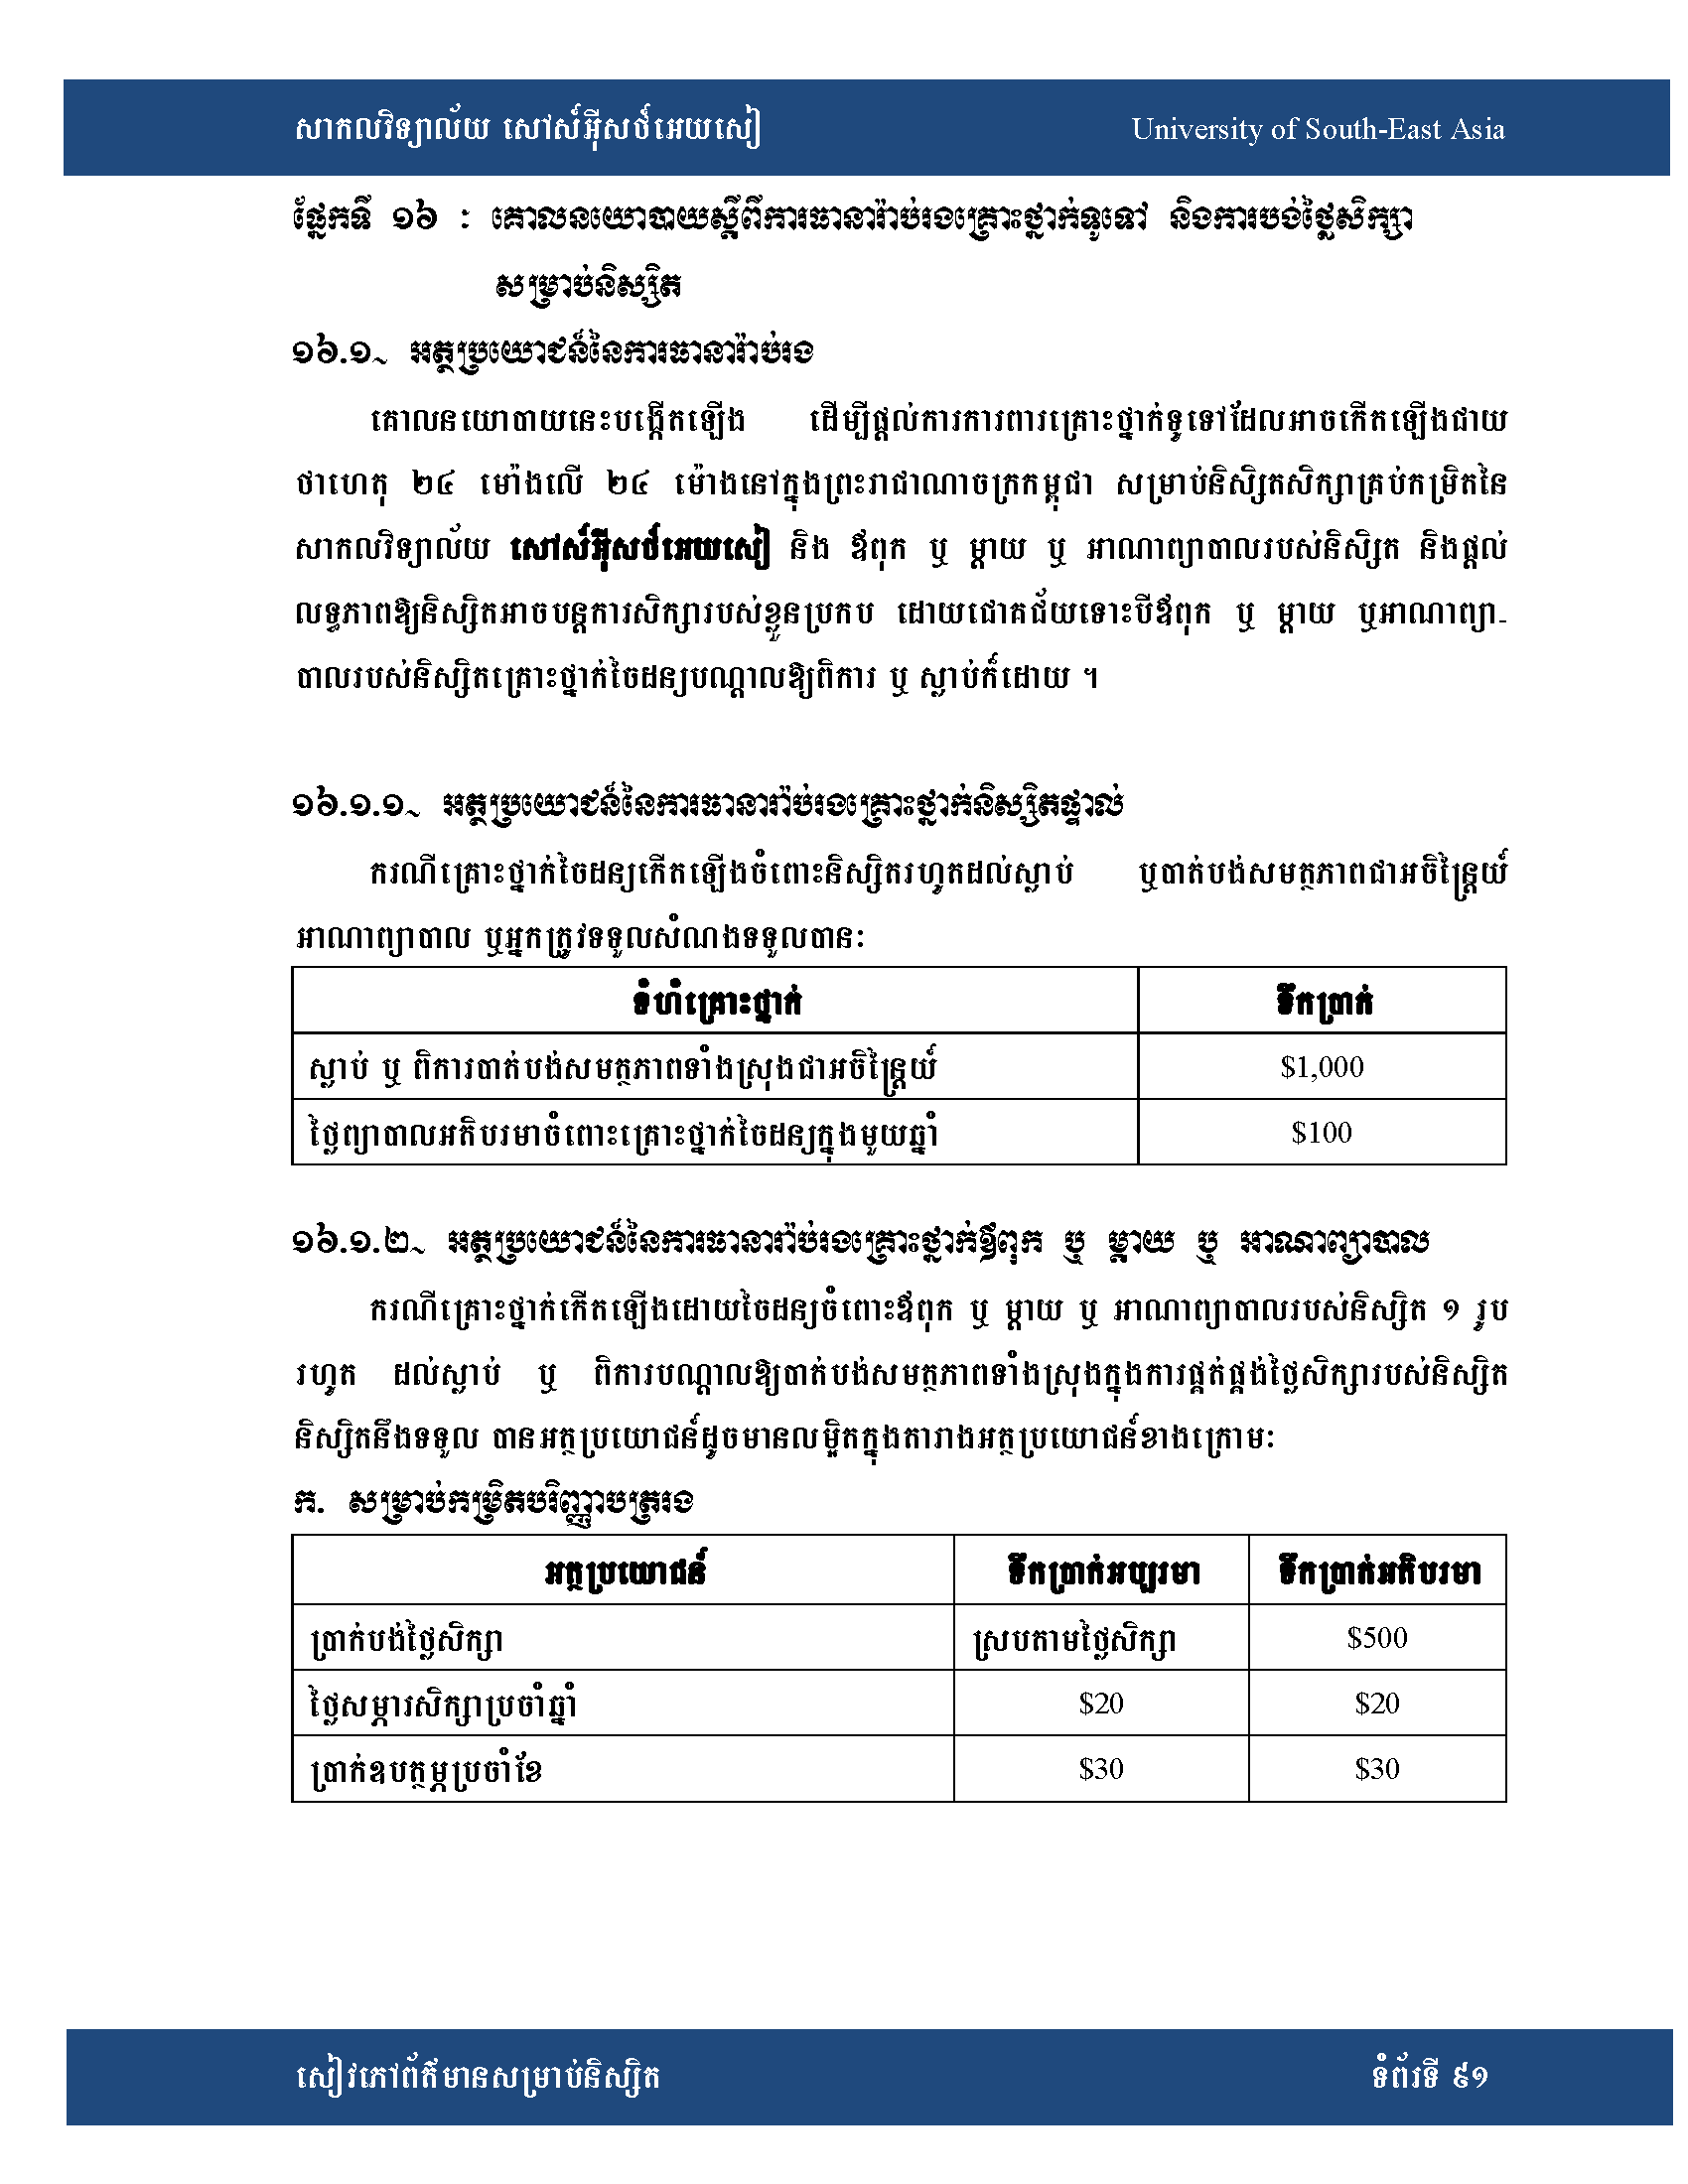 សាកលវិទ្យាល័យ សៅស៍អ៊ីសថ៍អេយសៀ University of South-East Asia
ផ្នែកទី ១៦ : គោលនយោបាយស្តីពីការធានារ៉ាប់រងគ្រោះថ្នាក់ទូទៅ និងការបង់ថ្លៃសិក្សា
សម្រាប់និស្សិត
១៦.១~ អត្ថប្រយោជន៍នៃការធានារ៉ាប់រង
គោលនយោបាយនេះបង្កើតឡើង ដើម្បីផ្តល់ការការពារគ្រោះថ្នាក់ទូទៅដែលអាចកើតឡើងជាយ
ថាហេតុ ២៤ ម៉ោងលើ ២៤ ម៉ោងនៅក្នុងព្រះរាជាណាចក្រកម្ពុជា សម្រាប់និស្សិតសិក្សាគ្រប់កម្រិតនៃ
សាកលវិទ្យាល័យ សៅស៍អ៊ីសថ៍អេយសៀ និង ឪពុក ឬ ម្តាយ ឬ អាណាព្យាបាលរបស់និស្សិត និងផ្តល់
លទ្ធភាពឱ្យនិស្សិតអាចបន្តការសិក្សារបស់ខ្លួនប្រកប ដោយជោគជ័យទោះបីឪពុក ឬ ម្តាយ ឬអាណាព្យា-
បាលរបស់និស្សិតគ្រោះថ្នាក់ចៃដន្យបណ្តាលឱ្យពិការ ឬ ស្លាប់ក៏ដោយ ។
១៦.១.១~ អត្ថប្រយោជន៍នៃការធានារ៉ាប់រងគ្រោះថ្នាក់និស្សិតផ្ទាល់
ករណីគ្រោះថ្នាក់ចៃដន្យកើតឡើងចំពោះនិស្សិតរហូតដល់ស្លាប់ ឬបាត់បង់សមត្ថភាពជាអចិន្ត្រៃយ៍
អាណាព្យាបាល ឬអ្នកត្រូវទទួលសំណងទទួលបានៈ
ទំហំគ្រោះថ្នាក់ ទឹកប្រាក់
ស្លាប់ ឬ ពិការបាត់បង់សមត្ថភាពទាំងស្រុងជាអចិន្ត្រៃយ៍ $1,000
ថ្លៃព្យាបាលអតិបរមាចំពោះគ្រោះថ្នាក់ចៃដន្យក្នុងមួយឆ្នាំ $100
១៦.១.២~ អត្ថប្រយោជន៍នៃការធានារ៉ាប់រងគ្រោះថ្នាក់ឪពុក ឬ ម្តាយ ឬ អាណាព្យាបាល
ករណីគ្រោះថ្នាក់កើតឡើងដោយចៃដន្យចំពោះឪពុក ឬ ម្តាយ ឬ អាណាព្យាបាលរបស់និស្សិត ១ រូប
រហូត ដល់ស្លាប់ ឬ ពិការបណ្តាលឱ្យបាត់បង់សមត្ថភាពទាំងស្រុងក្នុងការផ្គត់ផ្គង់ថ្លៃសិក្សារបស់និស្សិត
និស្សិតនឹងទទួល បានអត្ថប្រយោជន៍ដូចមានលម្អិតក្នុងតារាងអត្ថប្រយោជន៍ខាងក្រោមៈ
ក. សម្រាប់កម្រិតបរិញ្ញាបត្ររង
អត្ថប្រយោជន៍ ទឹកប្រាក់អប្បរមា ទឹកប្រាក់អតិបរមា
ប្រាក់បង់ថ្លៃសិក្សា ស្របតាមថ្លៃសិក្សា $500
ថ្លៃសម្ភារសិក្សាប្រចាំឆ្នាំ $20 $20
ប្រាក់ឧបត្ថម្ភប្រចាំខែ $30 $30
សៀវភៅព័ត៌មានសម្រាប់និស្សិត ទំព័រទី ៩១